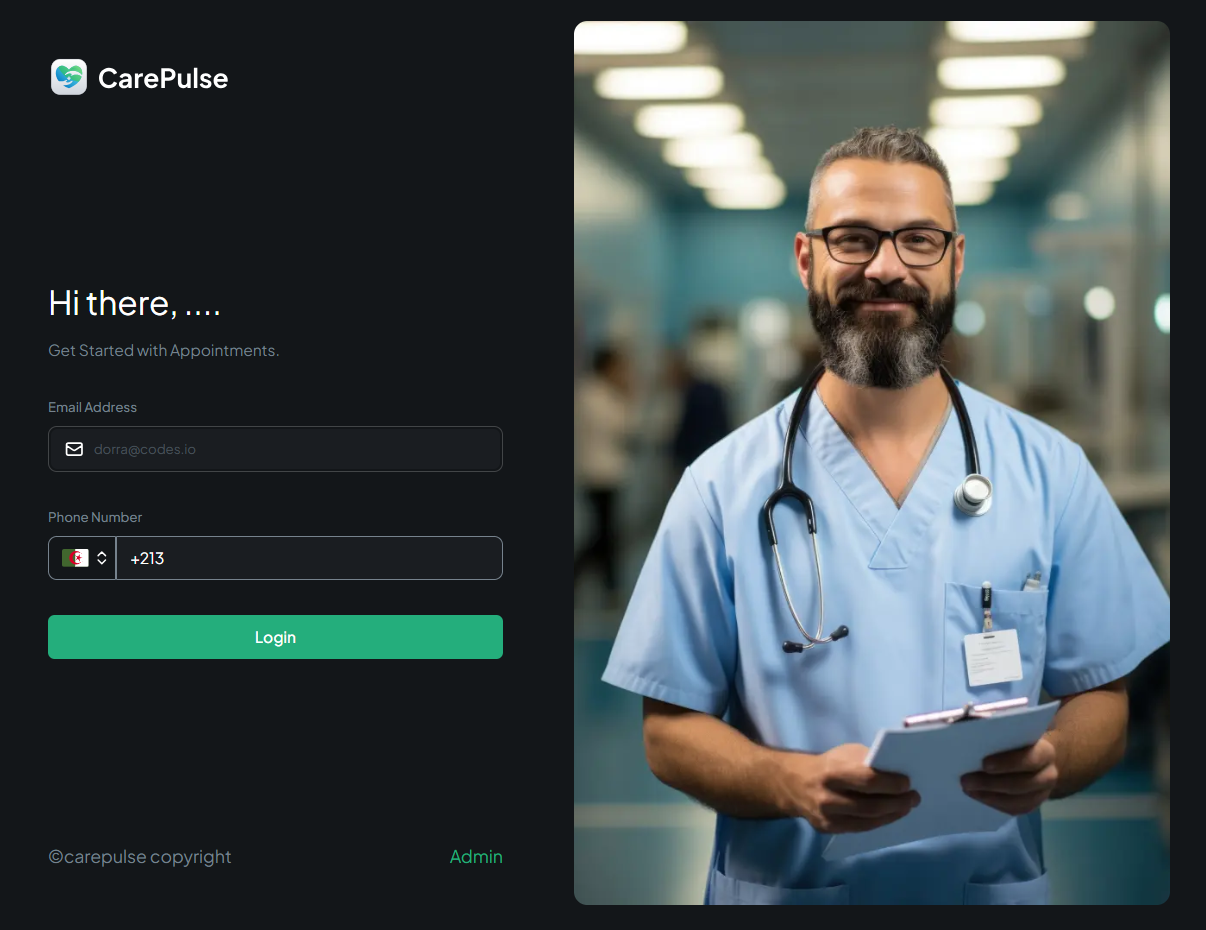 CarePulse
Hi there, ....
Get Started with Appointments.
Email Address
dorra@codes.io
Phone Number
+213
Login
©carepulse copyright
Admin